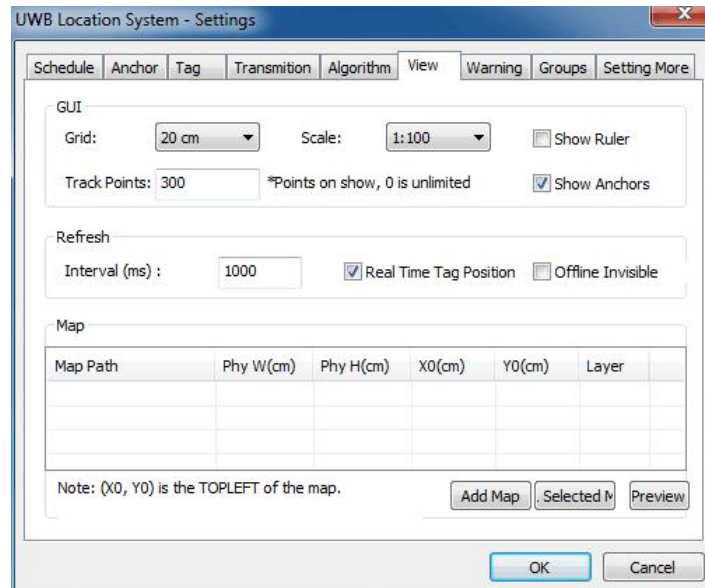 UWB Location System - Settings
Schedule Anchor Tag Transmition Algorithm View Warning Groups Setting More
GUI
Grid: 20 cm Scale: 1:100 Show Ruler
Track Points: 300 *Points on show, 0 is unlimited Show Anchors
Refresh
Interval (ms) : 1000 Real Time Tag Position Offline Invisible
Map
Map Path Phy W(cm) Phy H(cm) X0(cm) Y0(cm) Layer
Note: (X0, Y0) is the TOPLEFT of the map. Add Map . Selected M Preview
OK Cancel